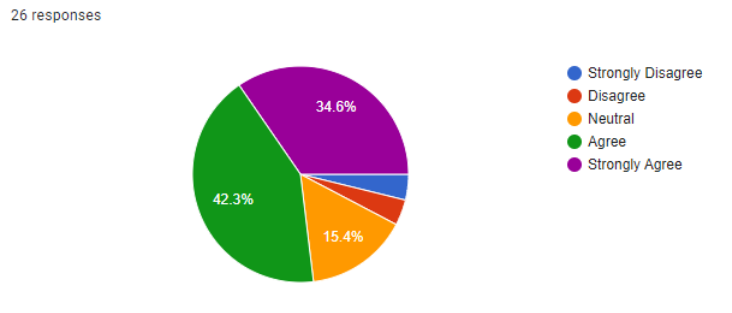 26 responses
34.6%
42.3%
15.4%
Strongly Disagree
Disagree
Neutral
Agree
Strongly Agree